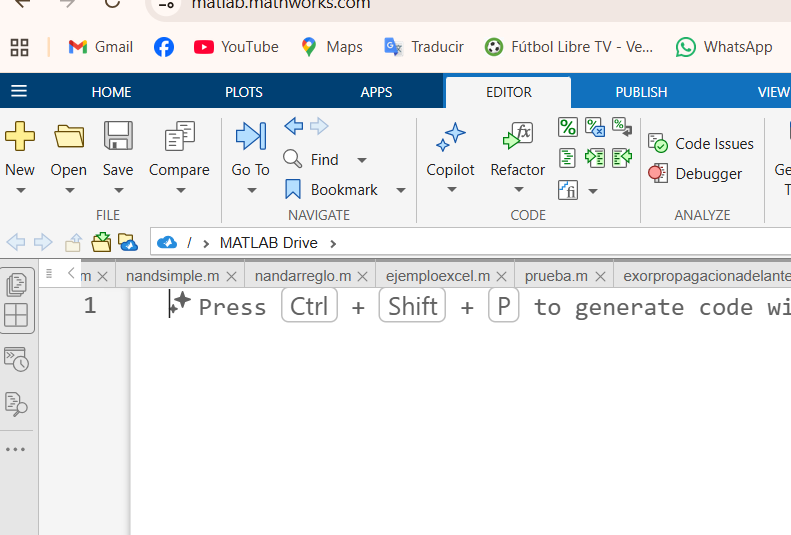 matlab.mathworks.com
Gmail YouTube Maps Traducir Fútbol Libre TV - Ve... WhatsApp
HOME PLOTS APPS EDITOR PUBLISH VIEW
New Open Save Compare Go To Find Bookmark Copilot Refactor Code Issues Debugger
FILE NAVIGATE CODE ANALYZE
/ > MATLAB Drive >
m nandsimple.m nandarreglo.m ejemploexcel.m prueba.m exorpropagacionadelante
1 Press Ctrl + Shift + P to generate code wi